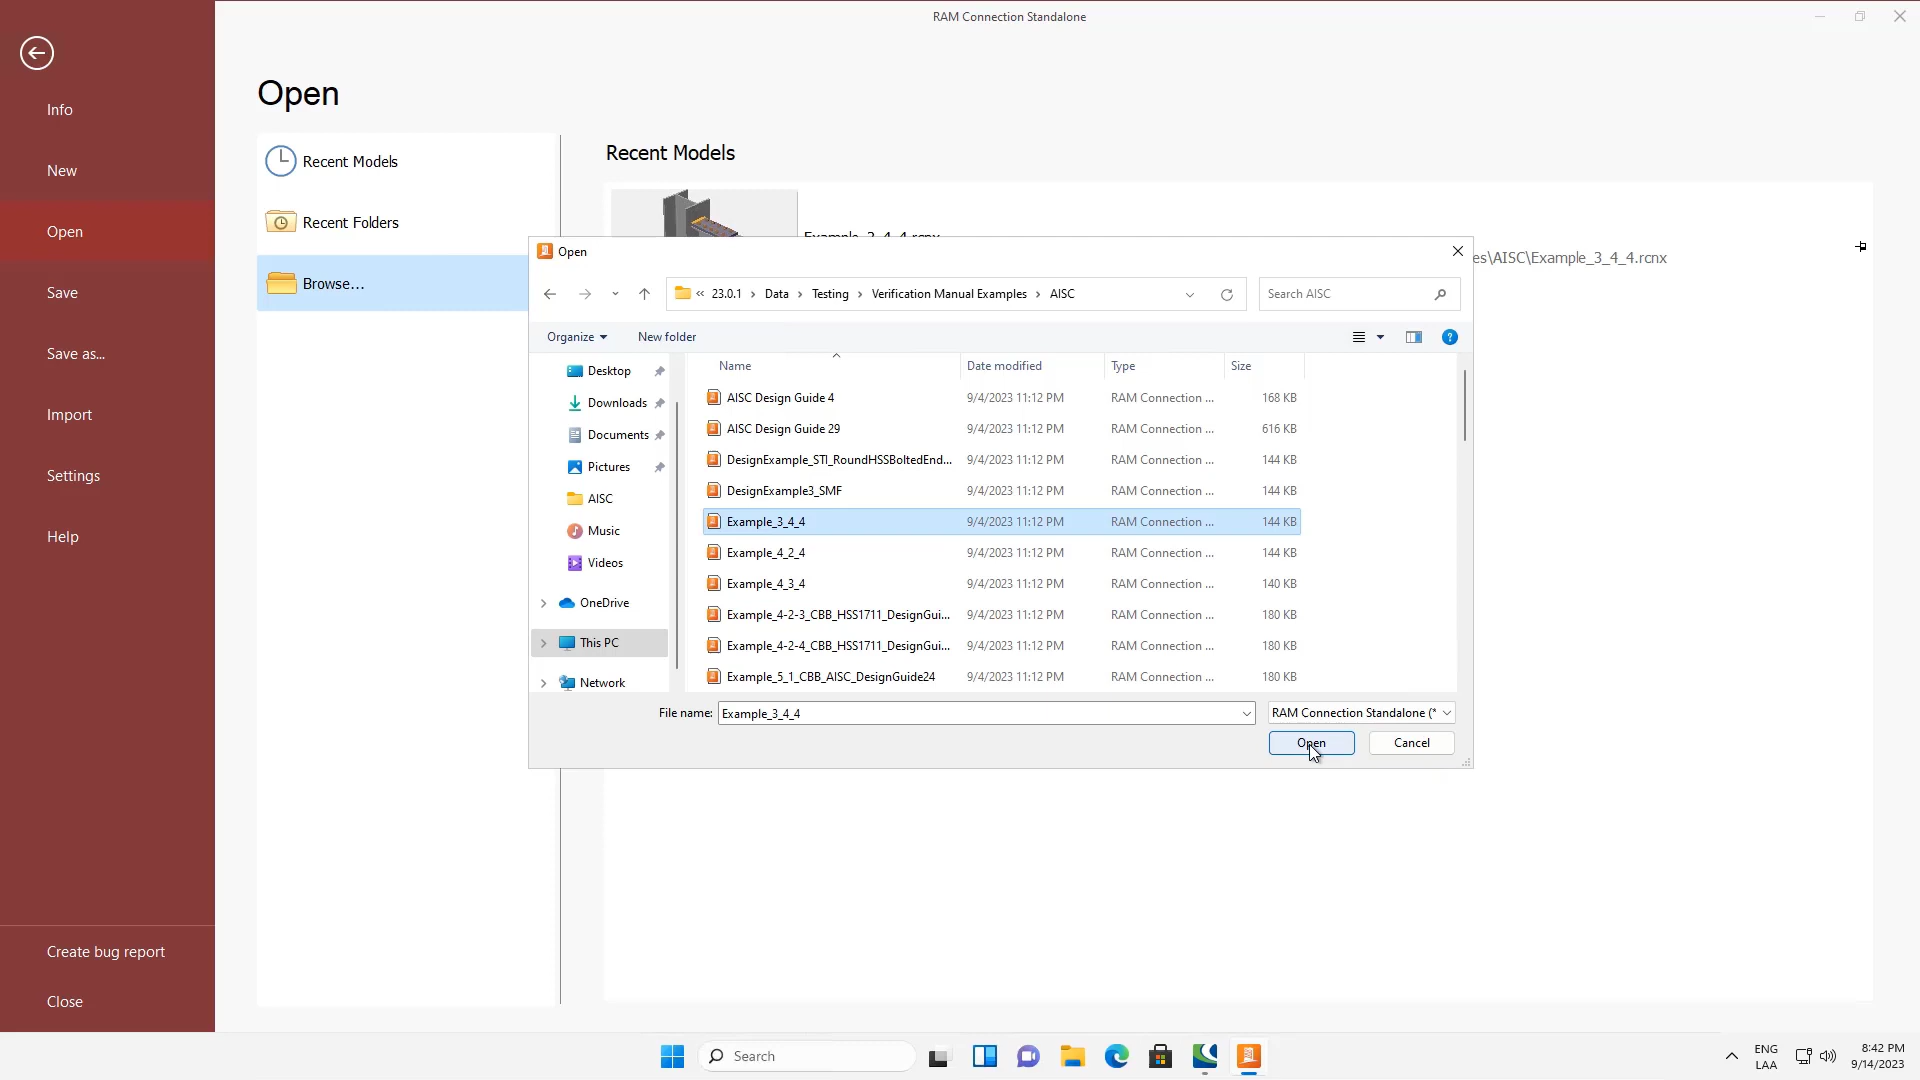 RAM Connection Standalone
Info
New
Open
Save
Save as...
Import
Settings
Help
Create bug report
Close
Open
Recent Models
Recent Folders
Browse...
Recent Models
es\AISC\Example_3_4_4.rcnx
Open
« 23.0.1 › Data › Testing › Verification Manual Examples › AISC
Search AISC
Organize
New folder
Desktop
Downloads
Documents
Pictures
AISC
Music
Videos
OneDrive
This PC
Network
Name Date modified Type Size
AISC Design Guide 4 9/4/2023 11:12 PM RAM Connection ... 168 KB
AISC Design Guide 29 9/4/2023 11:12 PM RAM Connection ... 616 KB
DesignExample_STI_RoundHSSBoltedEnd... 9/4/2023 11:12 PM RAM Connection ... 144 KB
DesignExample3_SMF 9/4/2023 11:12 PM RAM Connection ... 144 KB
Example_3_4_4 9/4/2023 11:12 PM RAM Connection ... 144 KB
Example_4_2_4 9/4/2023 11:12 PM RAM Connection ... 144 KB
Example_4_3_4 9/4/2023 11:12 PM RAM Connection ... 140 KB
Example_4-2-3_CBB_HSS1711_DesignGui... 9/4/2023 11:12 PM RAM Connection ... 180 KB
Example_4-2-4_CBB_HSS1711_DesignGui... 9/4/2023 11:12 PM RAM Connection ... 180 KB
Example_5_1_CBB_AISC_DesignGuide24 9/4/2023 11:12 PM RAM Connection ... 180 KB
File name: Example_3_4_4
RAM Connection Standalone (*
Open
Cancel
Search
ENG
LAA
8:42 PM
9/14/2023